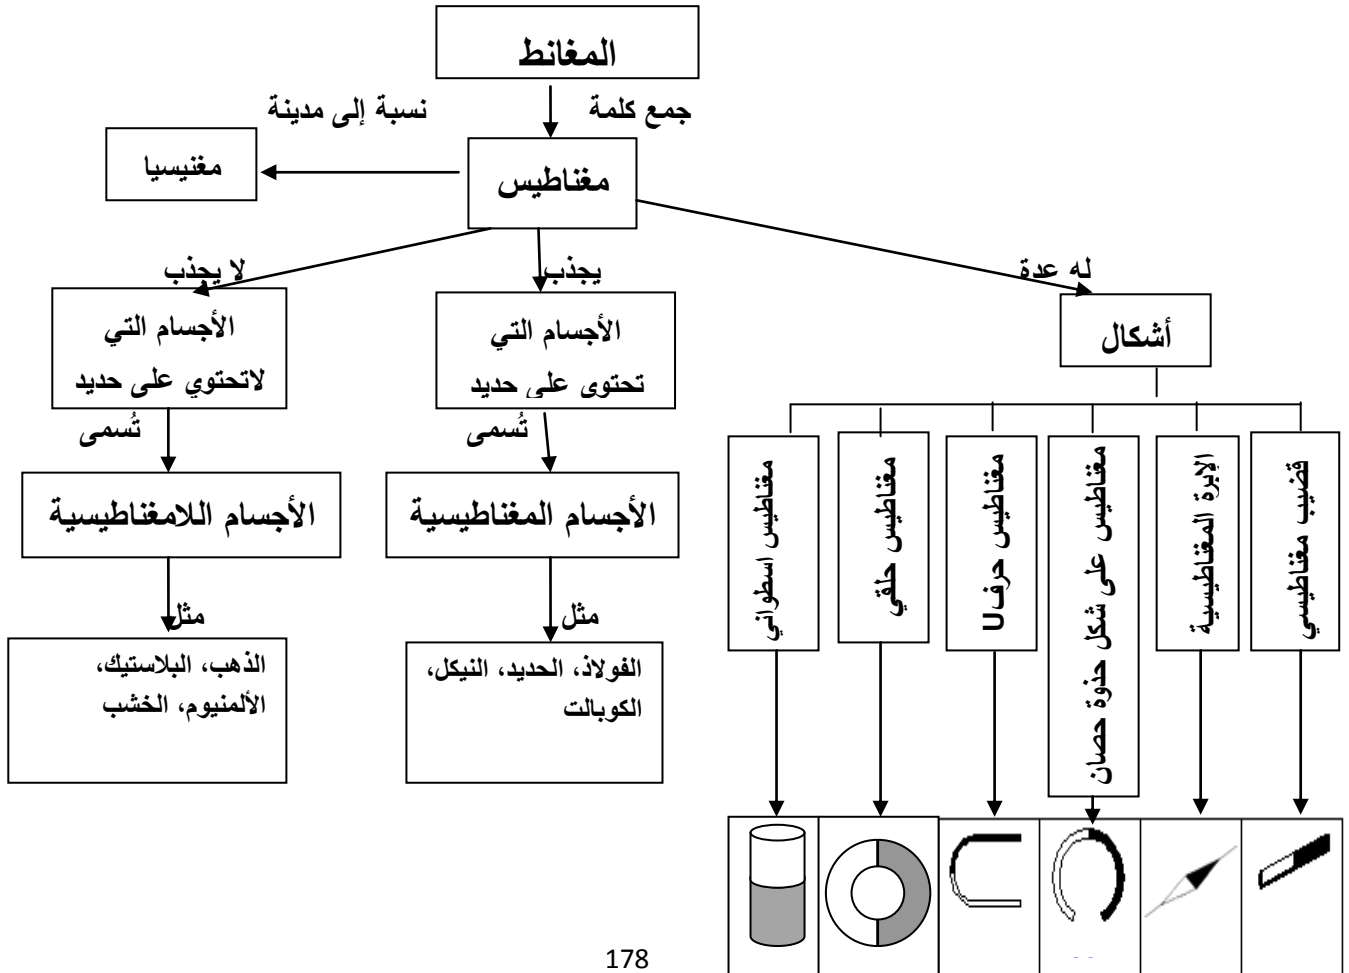 المغانط
جمع كلمة
نسبة إلى مدينة
مغناطيس
مغنيسيا
له عدة
يجذب
لا يجذب
أشكال
الأجسام التي
تحتوى على حديد
الأجسام التي
لاتحتوي على حديد
تُسمى
تُسمى
الأجسام المغناطيسية
الأجسام اللامغناطيسية
مثل
مثل
الفولاذ، الحديد، النيكل،
الكوبالت
الذهب، البلاستيك،
الألمنيوم، الخشب
قضيب مغناطيسي
الإبرة المغناطيسية
مغناطيس على شكل حذوة حصان
مغناطيس حرفU
مغناطيس حلقي
مغناطيس اسطواني
178